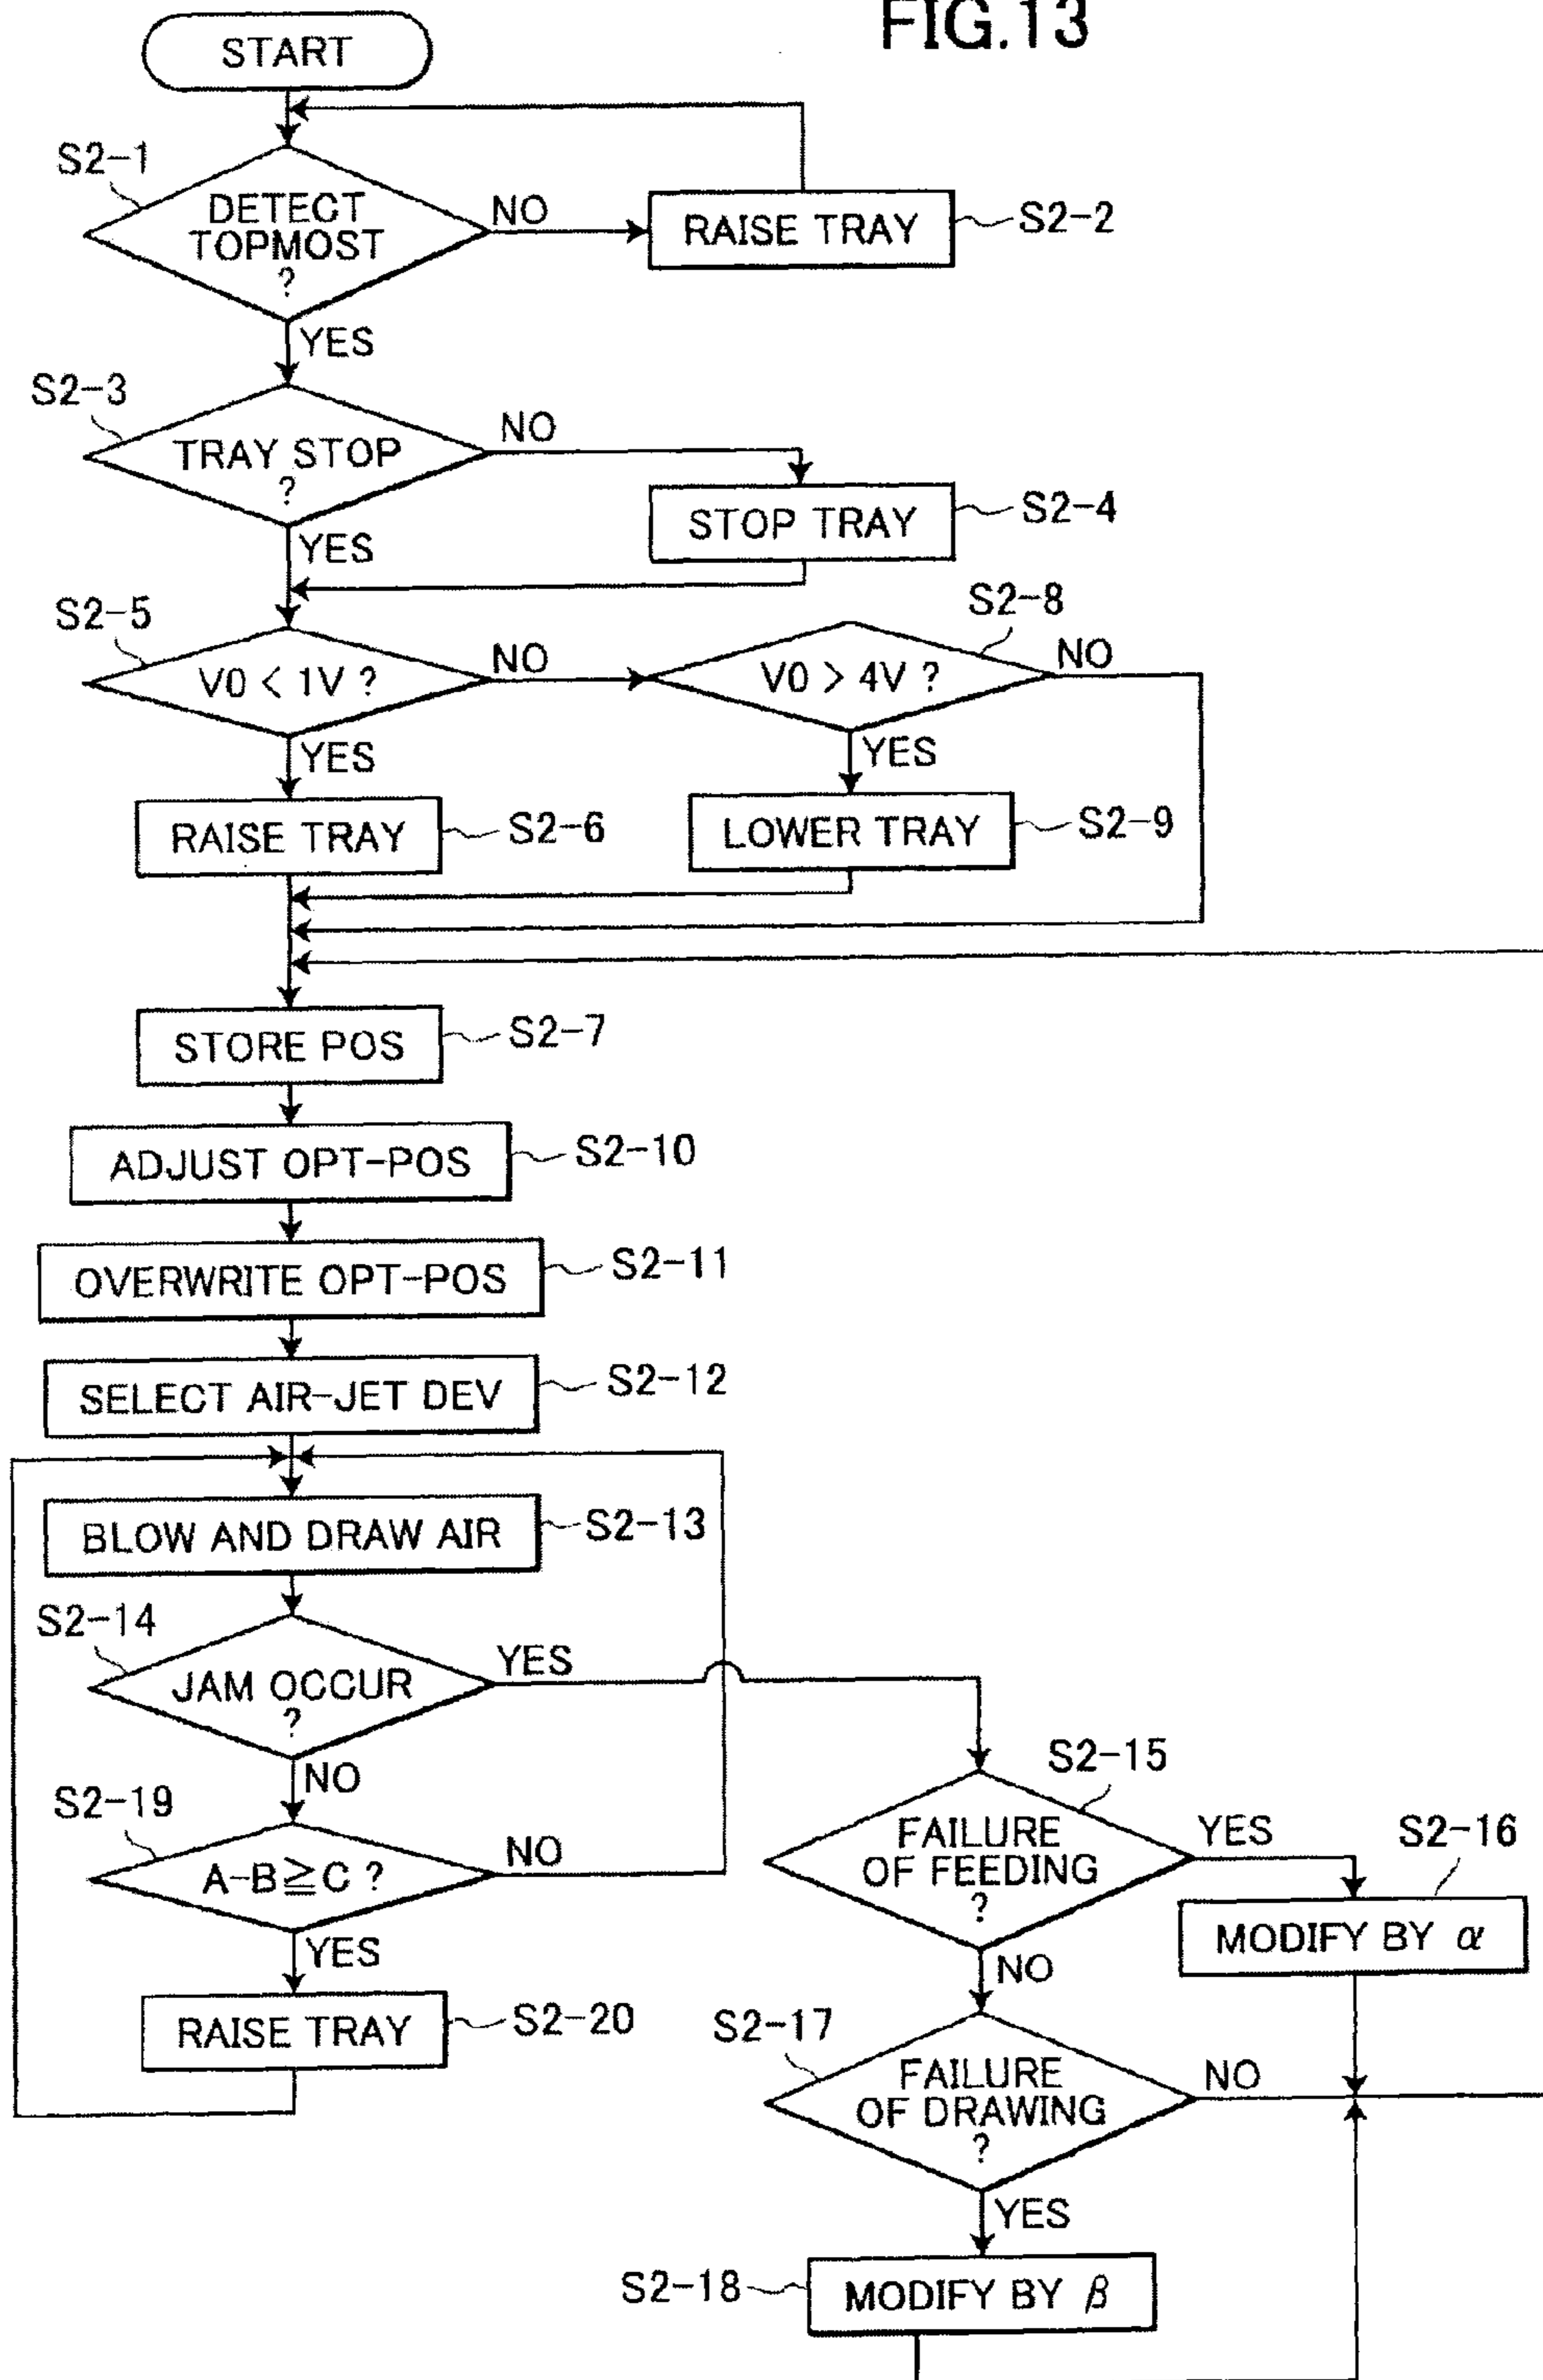 FIG.13
START
S2-1
DETECT
TOPMOST
?
NO
RAISE TRAY
S2-2
YES
S2-3
TRAY STOP
?
NO
STOP TRAY
S2-4
YES
S2-5
V0 < 1V ?
NO
S2-8
V0 > 4V ?
NO
YES
YES
RAISE TRAY
S2-6
LOWER TRAY
S2-9
STORE POS
S2-7
ADJUST OPT-POS
S2-10
OVERWRITE OPT-POS
S2-11
SELECT AIR-JET DEV
S2-12
BLOW AND DRAW AIR
S2-13
S2-14
JAM OCCUR
?
YES
NO
S2-15
FAILURE
OF FEEDING
?
YES
S2-16
MODIFY BY α
NO
S2-19
A-B≧C ?
NO
YES
RAISE TRAY
S2-20
S2-17
FAILURE
OF DRAWING
?
NO
YES
S2-18
MODIFY BY β